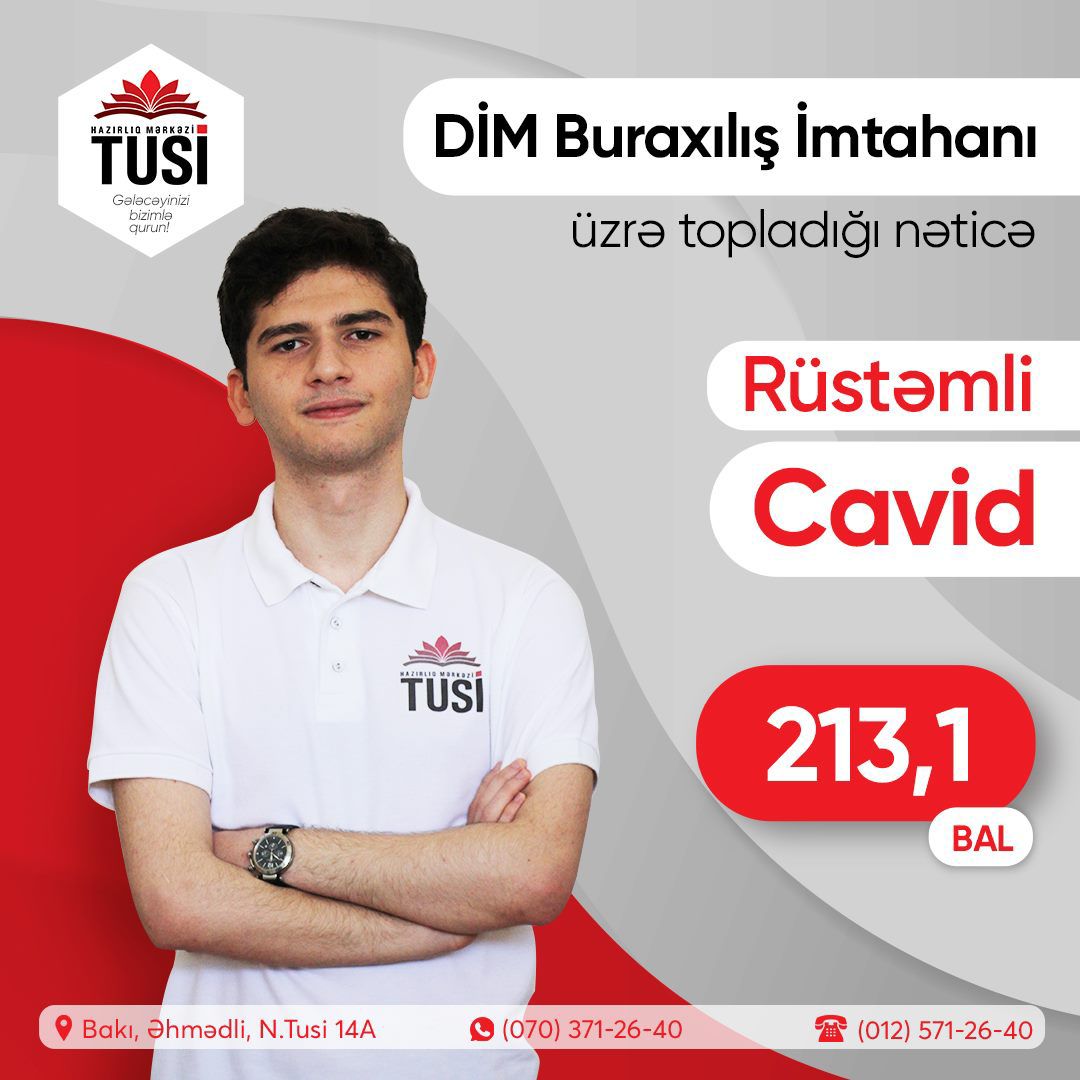 HAZIRLIQ MƏRKƏZİ
TUSİ
Gələcəyinizi
bizimlə
qurun!
DİM Buraxılış İmtahanı
üzrə topladığı nəticə
Rüstəmli
Cavid
HAZIRLIQ MƏRKƏZİ
TUSİ
213,1
BAL
Bakı, Əhmədli, N.Tusi 14A
(070) 371-26-40
(012) 571-26-40